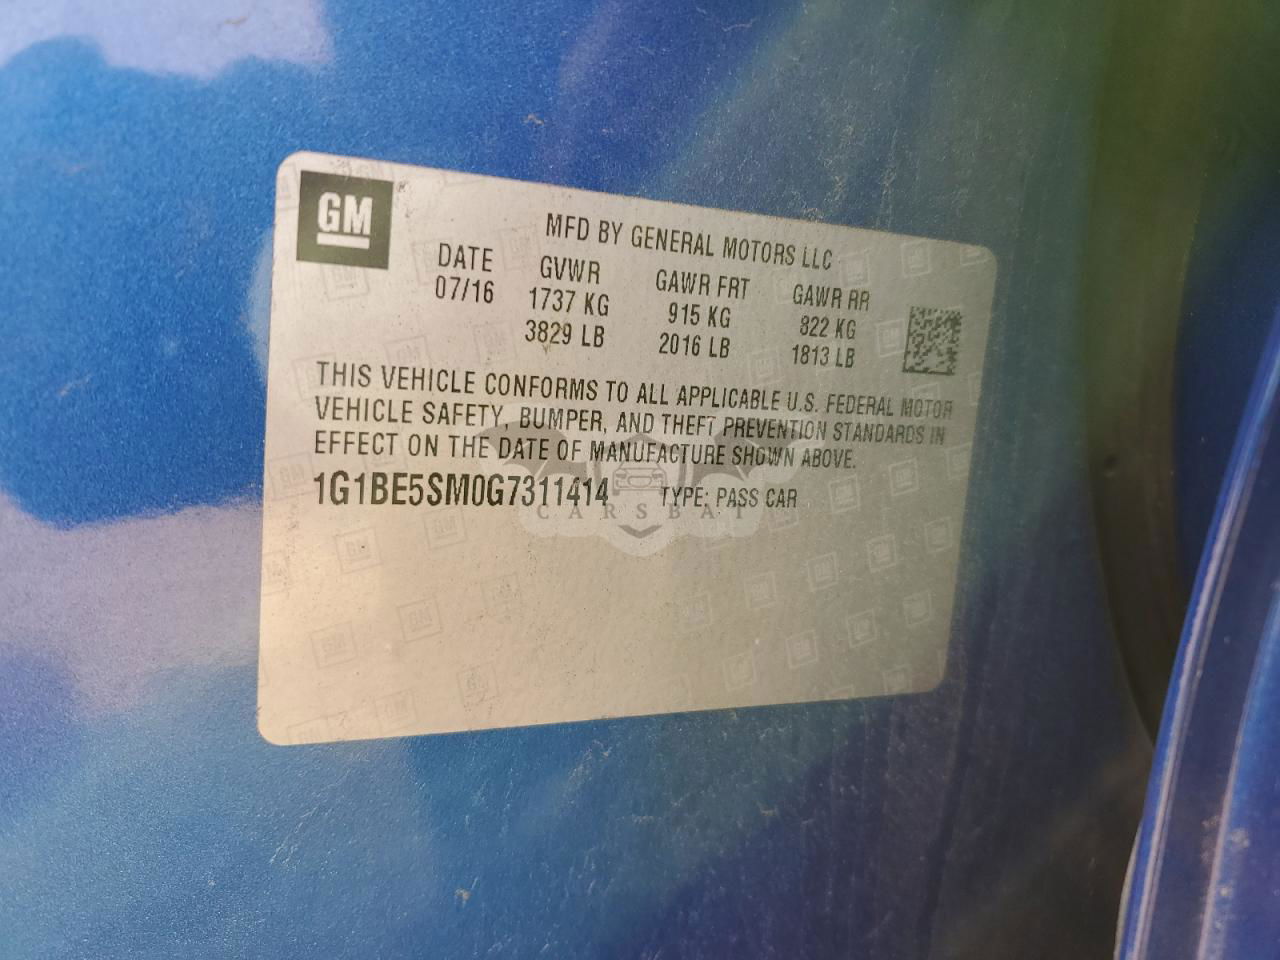 GM
MFD BY GENERAL MOTORS LLC
DATE GVWR GAWR FRT GAWR RR
07/16 1737 KG 915 KG 822 KG
3829 LB 2016 LB 1813 LB
THIS VEHICLE CONFORMS TO ALL APPLICABLE U.S. FEDERAL MOTOR
VEHICLE SAFETY, BUMPER, AND THEFT PREVENTION STANDARDS IN
EFFECT ON THE DATE OF MANUFACTURE SHOWN ABOVE.
1G1BE5SM0G7311414 TYPE: PASS CAR
CARSBAT